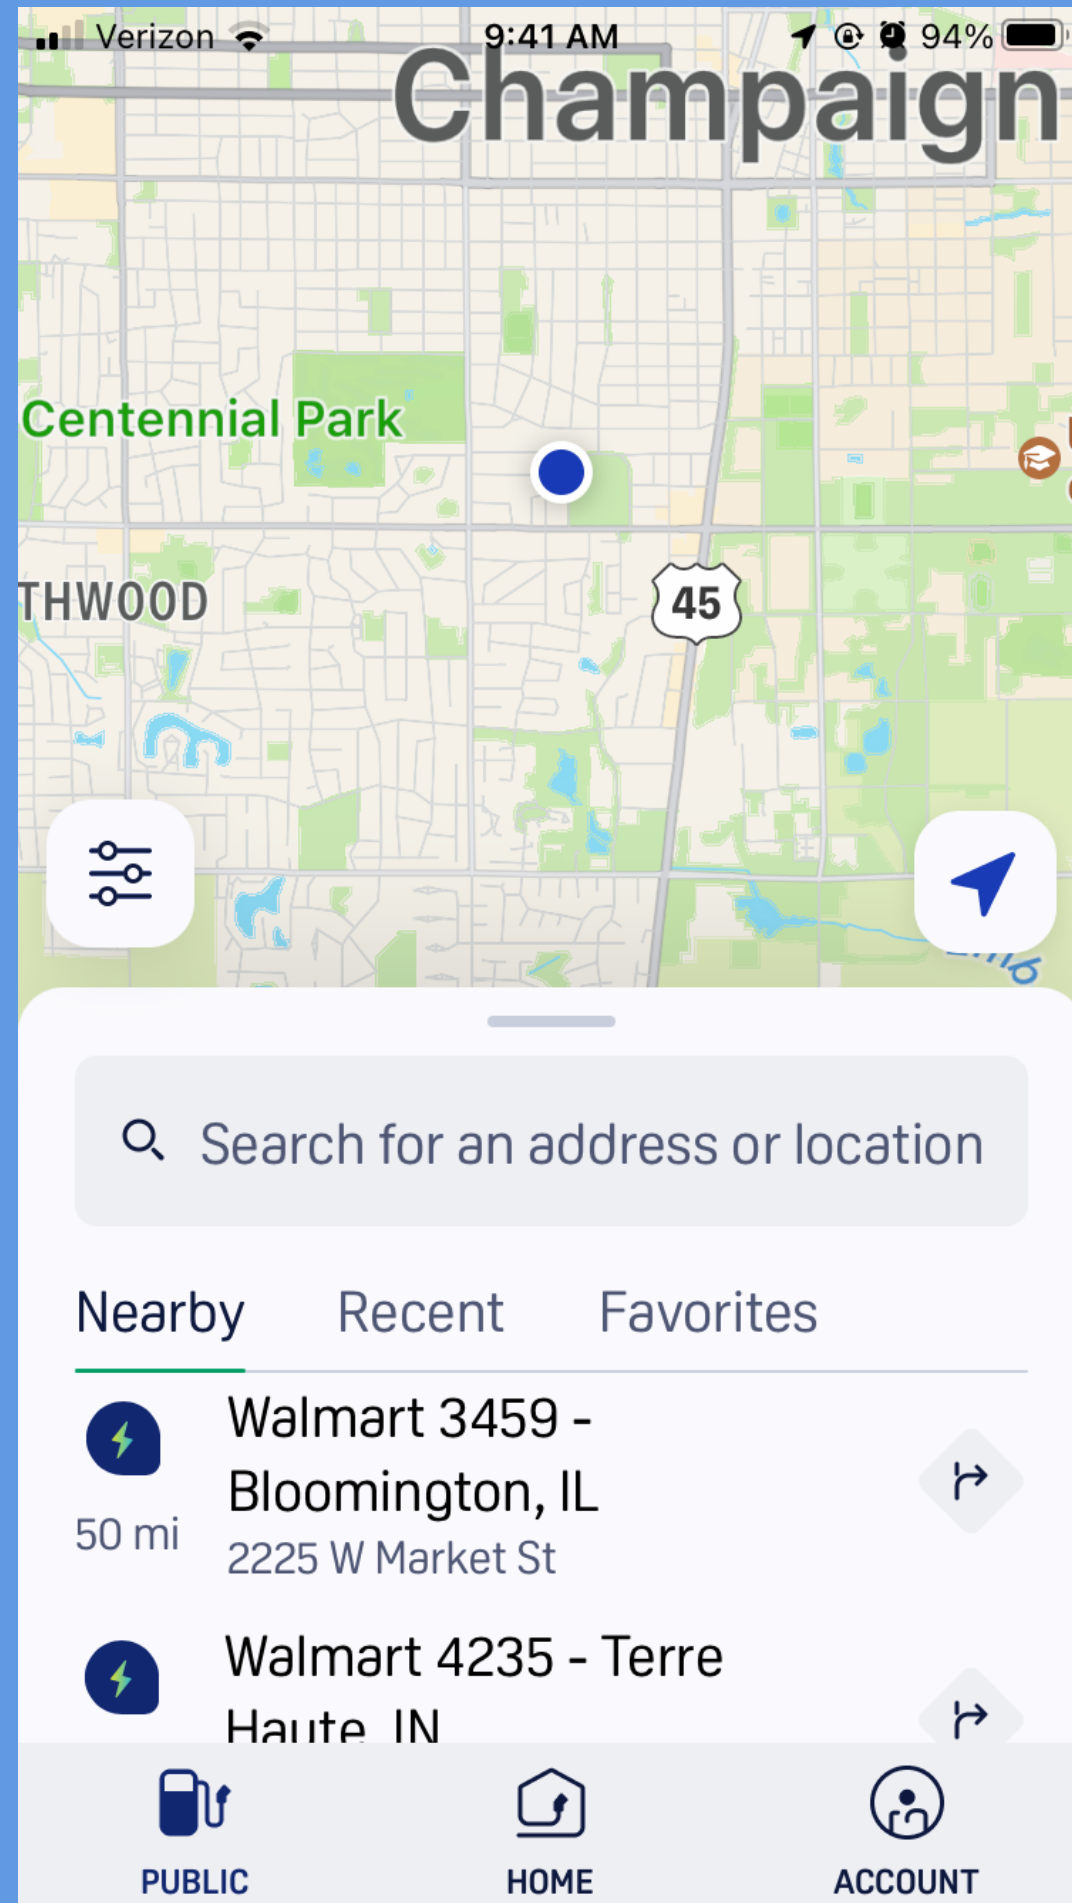 Verizon 9:41 AM 94%
Champaign
Centennial Park
THWOOD
45
Search for an address or location
Nearby Recent Favorites
Walmart 3459 -
Bloomington, IL
50 mi
2225 W Market St
Walmart 4235 - Terre
Haute, IN
PUBLIC HOME ACCOUNT